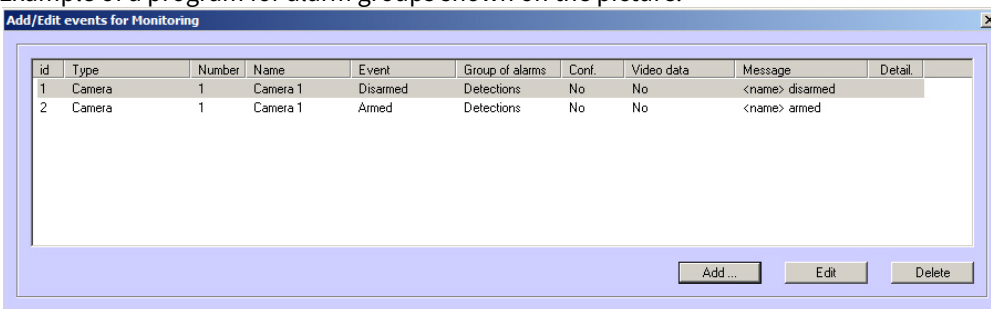 Example of a program for alarm groups shown on the picture.
Add/Edit events for Monitoring
id Type Number Name Event Group of alarms Conf. Video data Message Detail.
1 Camera 1 Camera 1 Disarmed Detections No No <name> disarmed
2 Camera 1 Camera 1 Armed Detections No No <name> armed
Add ... Edit Delete